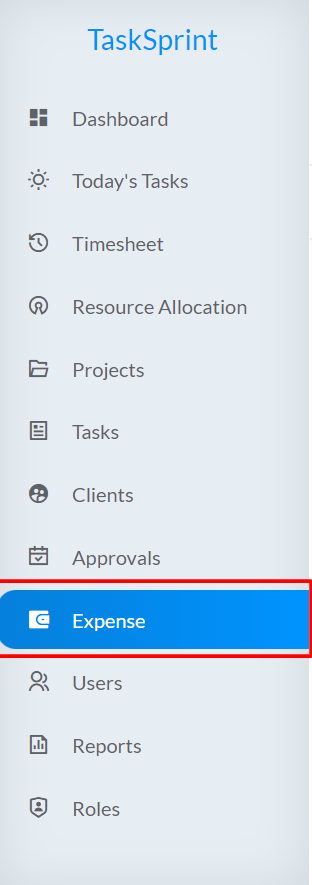 TaskSprint
Dashboard
Today's Tasks
Timesheet
Resource Allocation
Projects
Tasks
Clients
Approvals
Expense
Users
Reports
Roles